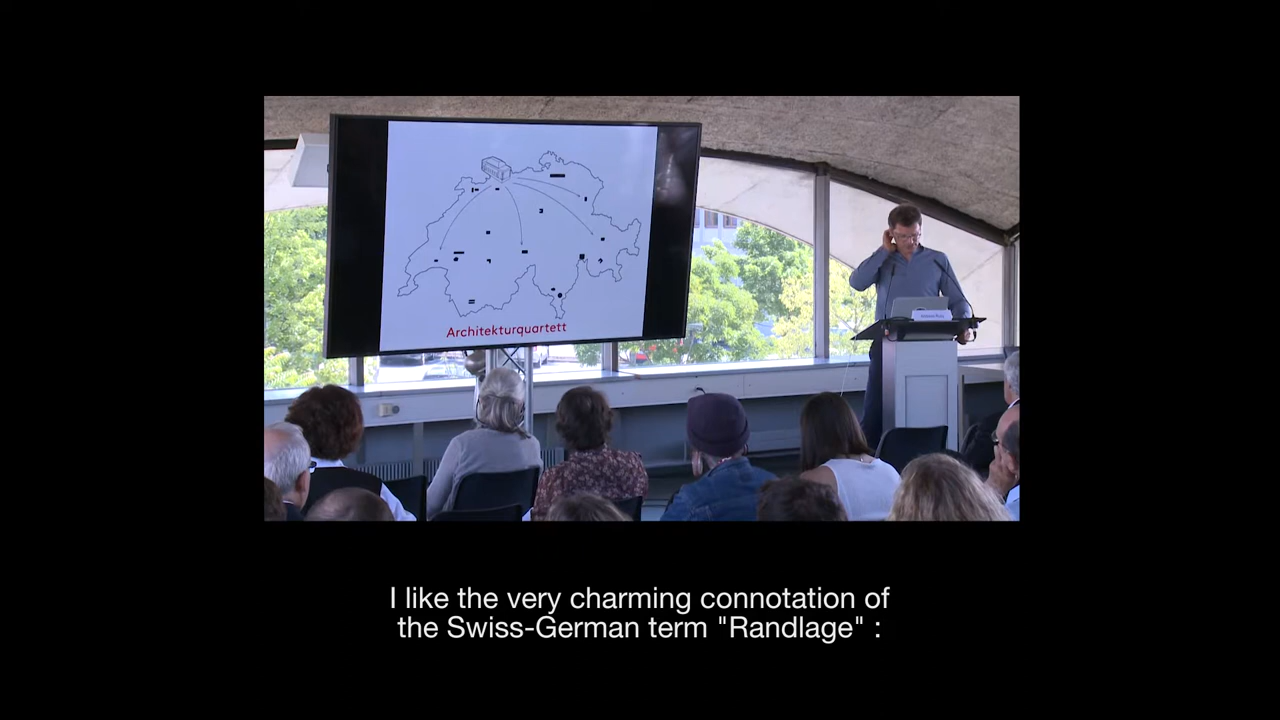 Architekturquartett
I like the very charming connotation of
the Swiss-German term "Randlage" :